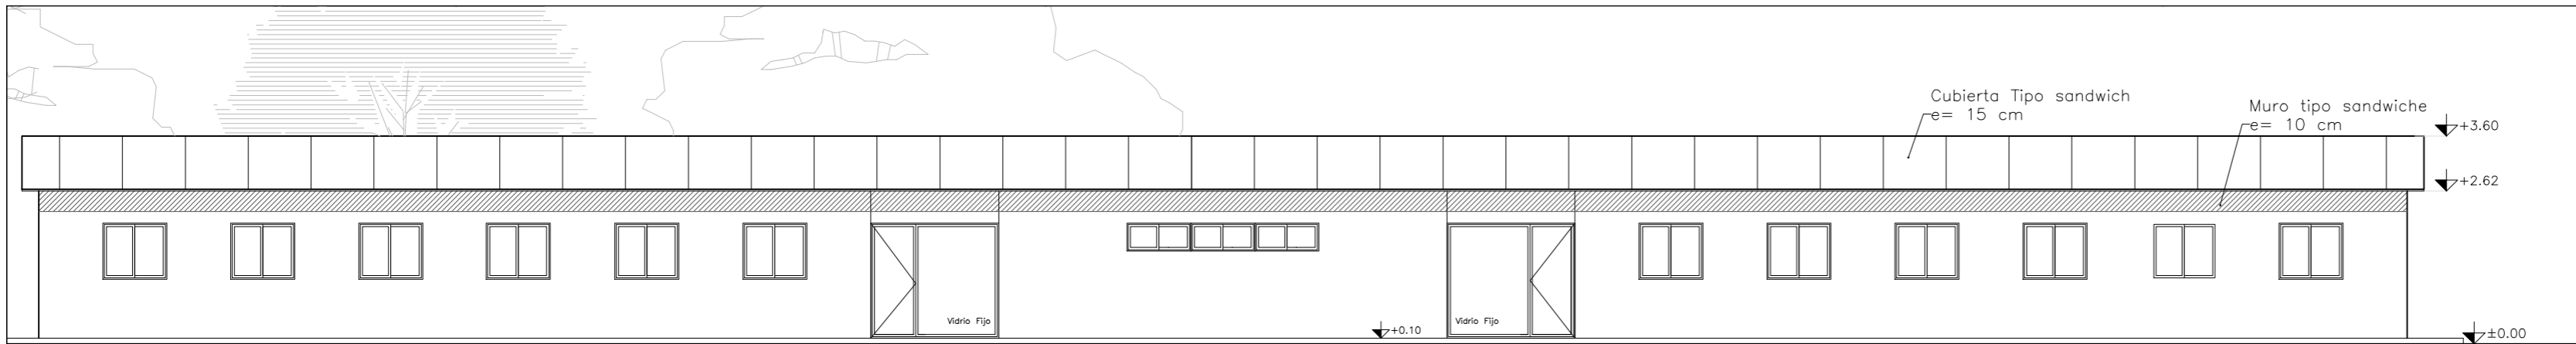 Cubierta Tipo sandwich
e= 15 cm
Muro tipo sandwiche
e= 10 cm
+3.60
+2.62
Vidrio Fijo
+0.10
Vidrio Fijo
±0.00